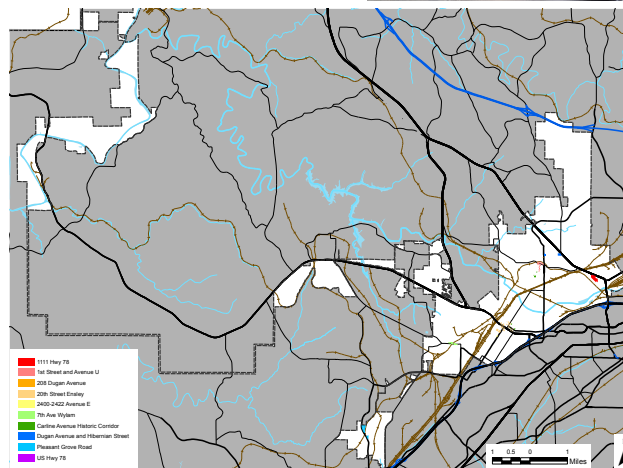 1111 Hwy 78
1st Street and Avenue U
208 Dugan Avenue
20th Street Ensley
2400-2422 Avenue E
7th Ave Wylam
Carline Avenue Historic Corridor
Dugan Avenue and Hibernian Street
Pleasant Grove Road
US Hwy 78
1 0.5 0 1
Miles